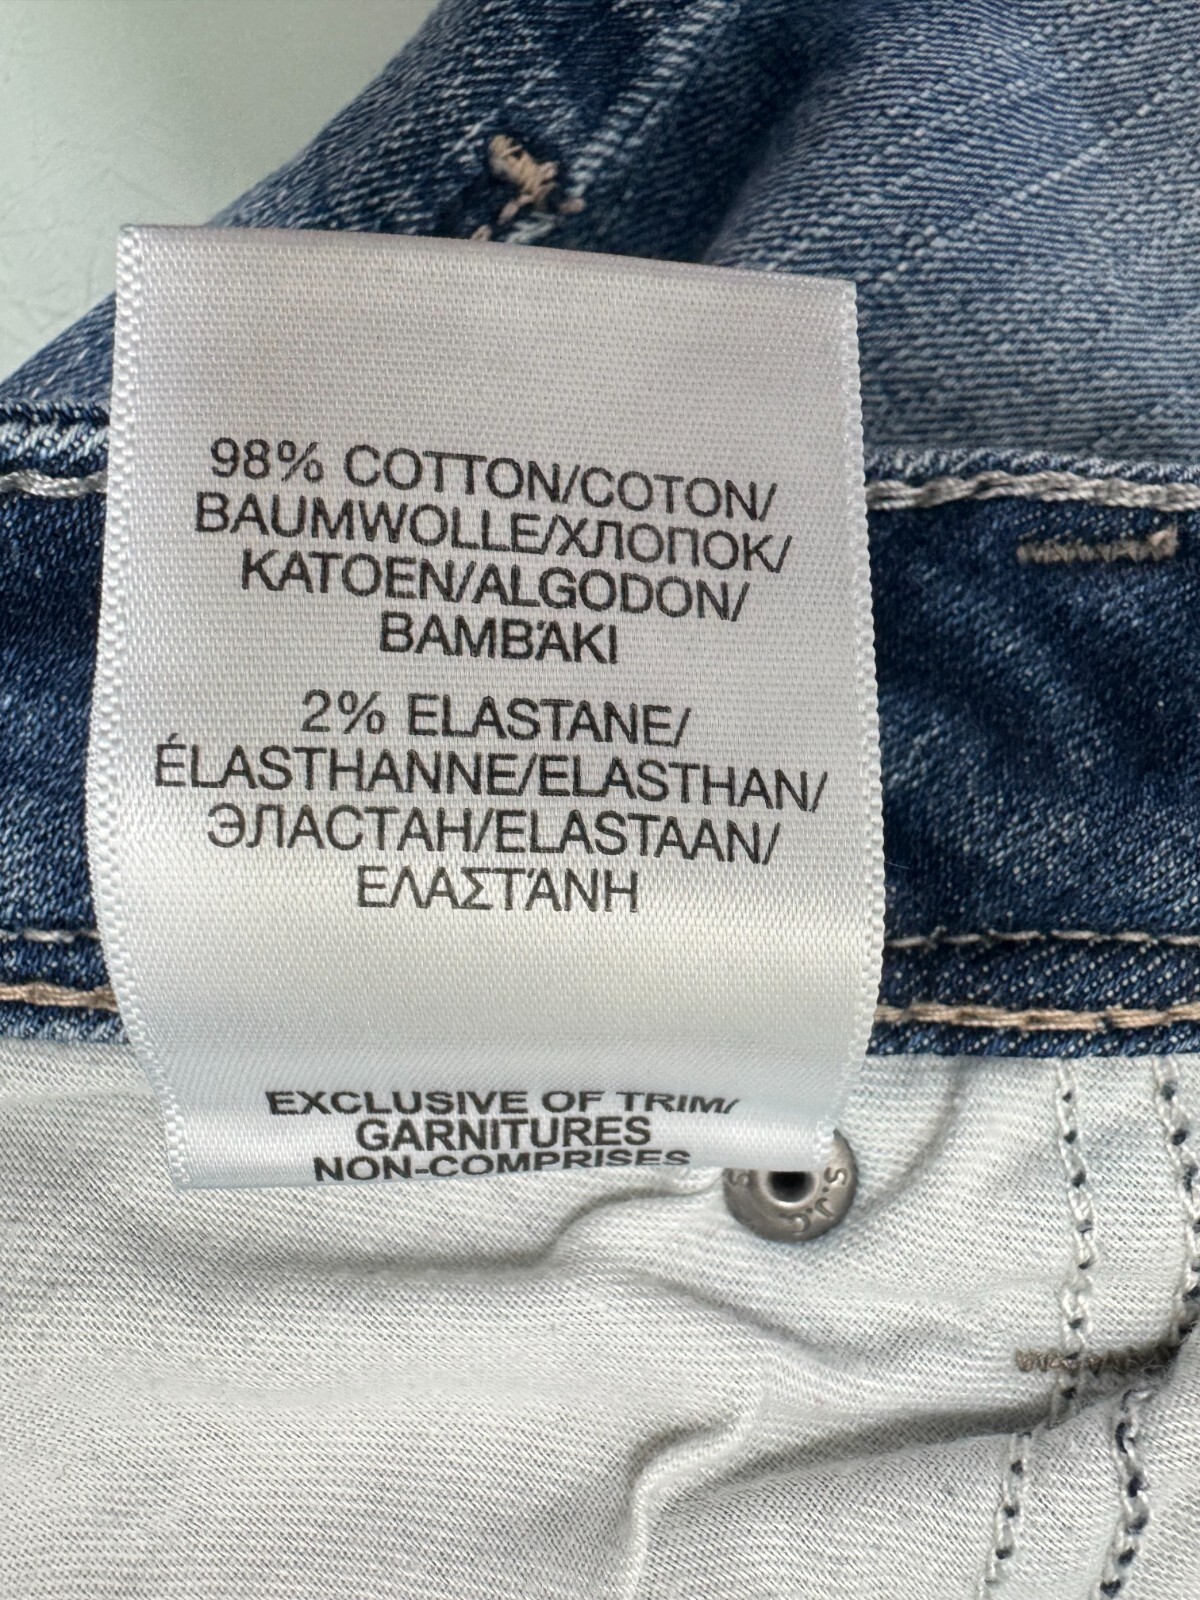 98% COTTON/COTON/
BAUMWOLLE/ХЛОПОК/
KATOEN/ALGODON/
ΒΑΜΒΆΚΙ
2% ELASTANE/
ÉLASTHANNE/ELASTHAN/
ЭЛАСТАН/ELASTAAN/
ΕΛΑΣΤΆΝΗ
EXCLUSIVE OF TRIM/
GARNITURES
NON-COMPRISES
S.J.C
S